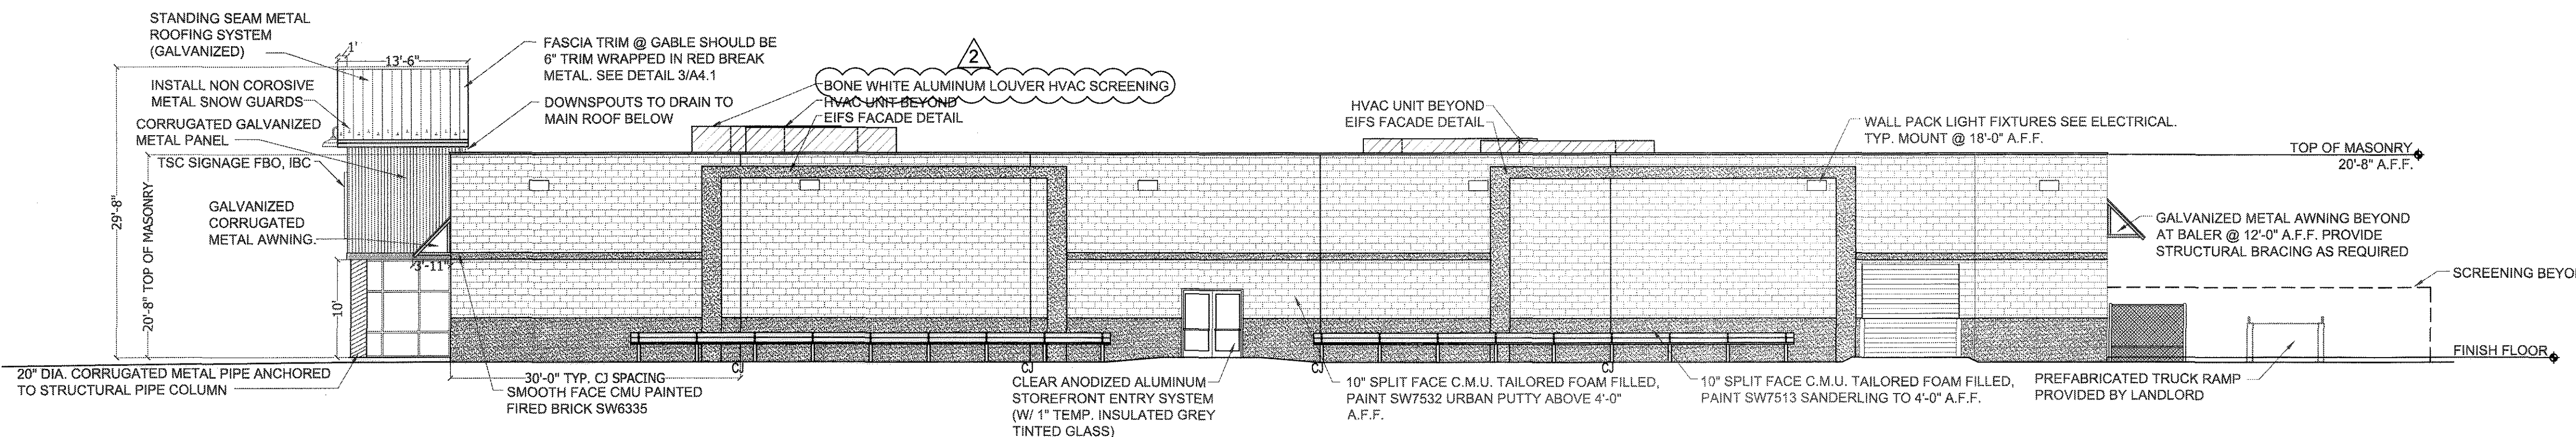 STANDING SEAM METAL
ROOFING SYSTEM
(GALVANIZED)
1'
13'-6"
FASCIA TRIM @ GABLE SHOULD BE
6" TRIM WRAPPED IN RED BREAK
METAL. SEE DETAIL 3/A4.1
2
BONE WHITE ALUMINUM LOUVER HVAC SCREENING
HVAC UNIT BEYOND
EIFS FACADE DETAIL
INSTALL NON COROSIVE
METAL SNOW GUARDS
DOWNSPOUTS TO DRAIN TO
MAIN ROOF BELOW
CORRUGATED GALVANIZED
METAL PANEL
TSC SIGNAGE FBO, IBC
HVAC UNIT BEYOND
EIFS FACADE DETAIL
WALL PACK LIGHT FIXTURES SEE ELECTRICAL.
TYP. MOUNT @ 18'-0" A.F.F.
TOP OF MASONRY
20'-8" A.F.F.
29'-8"
20'-8" TOP OF MASONRY
GALVANIZED
CORRUGATED
METAL AWNING.
3'-11"
10'
GALVANIZED METAL AWNING BEYOND
AT BALER @ 12'-0" A.F.F. PROVIDE
STRUCTURAL BRACING AS REQUIRED
SCREENING BEYO
FINISH FLOOR
20" DIA. CORRUGATED METAL PIPE ANCHORED
TO STRUCTURAL PIPE COLUMN
30'-0" TYP. CJ SPACING
CJ
CJ
CJ
CJ
SMOOTH FACE CMU PAINTED
FIRED BRICK SW6335
CLEAR ANODIZED ALUMINUM
STOREFRONT ENTRY SYSTEM
(W/ 1" TEMP. INSULATED GREY
TINTED GLASS)
10" SPLIT FACE C.M.U. TAILORED FOAM FILLED,
PAINT SW7532 URBAN PUTTY ABOVE 4'-0"
A.F.F.
10" SPLIT FACE C.M.U. TAILORED FOAM FILLED,
PAINT SW7513 SANDERLING TO 4'-0" A.F.F.
PREFABRICATED TRUCK RAMP
PROVIDED BY LANDLORD